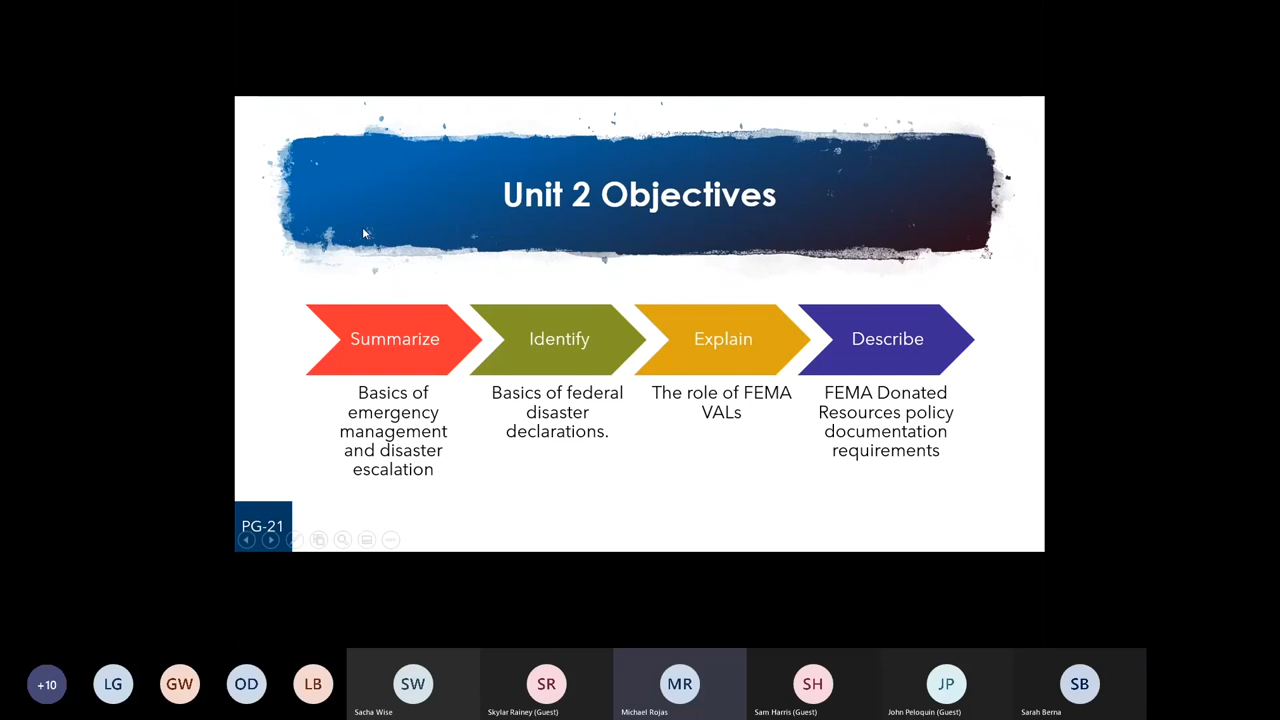 Unit 2 Objectives
Summarize
Identify
Explain
Describe
Basics of
emergency
management
and disaster
escalation
Basics of federal
disaster
declarations.
The role of FEMA
VALs
FEMA Donated
Resources policy
documentation
requirements
PG-21
+10
LG
GW
OD
LB
SW
SR
MR
SH
JP
SB
Sacha Wise
Skylar Rainey (Guest)
Michael Rojas
Sam Harris (Guest)
John Peloquin (Guest)
Sarah Berna